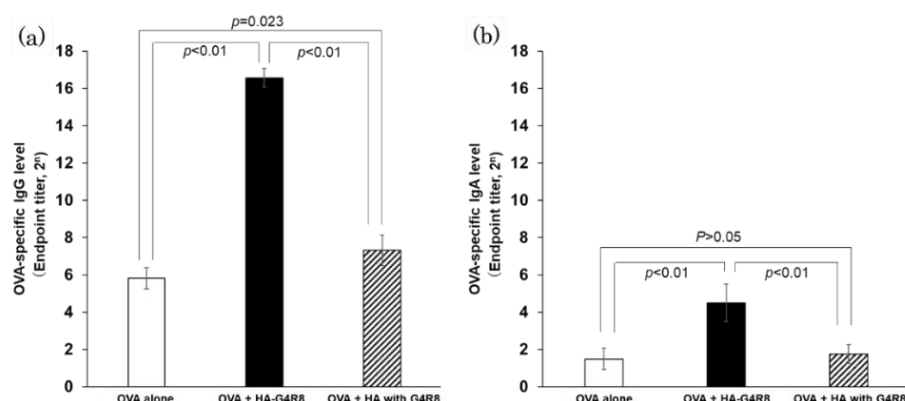 (a)
p=0.023
p<0.01
p<0.01
OVA-specific IgG level
(Endpoint titer, 2ⁿ)
18
16
14
12
10
8
6
4
2
0
OVA alone
OVA + HA-G4R8
OVA + HA with G4R8
(b)
P>0.05
p<0.01
p<0.01
OVA-specific IgA level
(Endpoint titer, 2ⁿ)
18
16
14
12
10
8
6
4
2
0
OVA alone
OVA + HA-G4R8
OVA + HA with G4R8